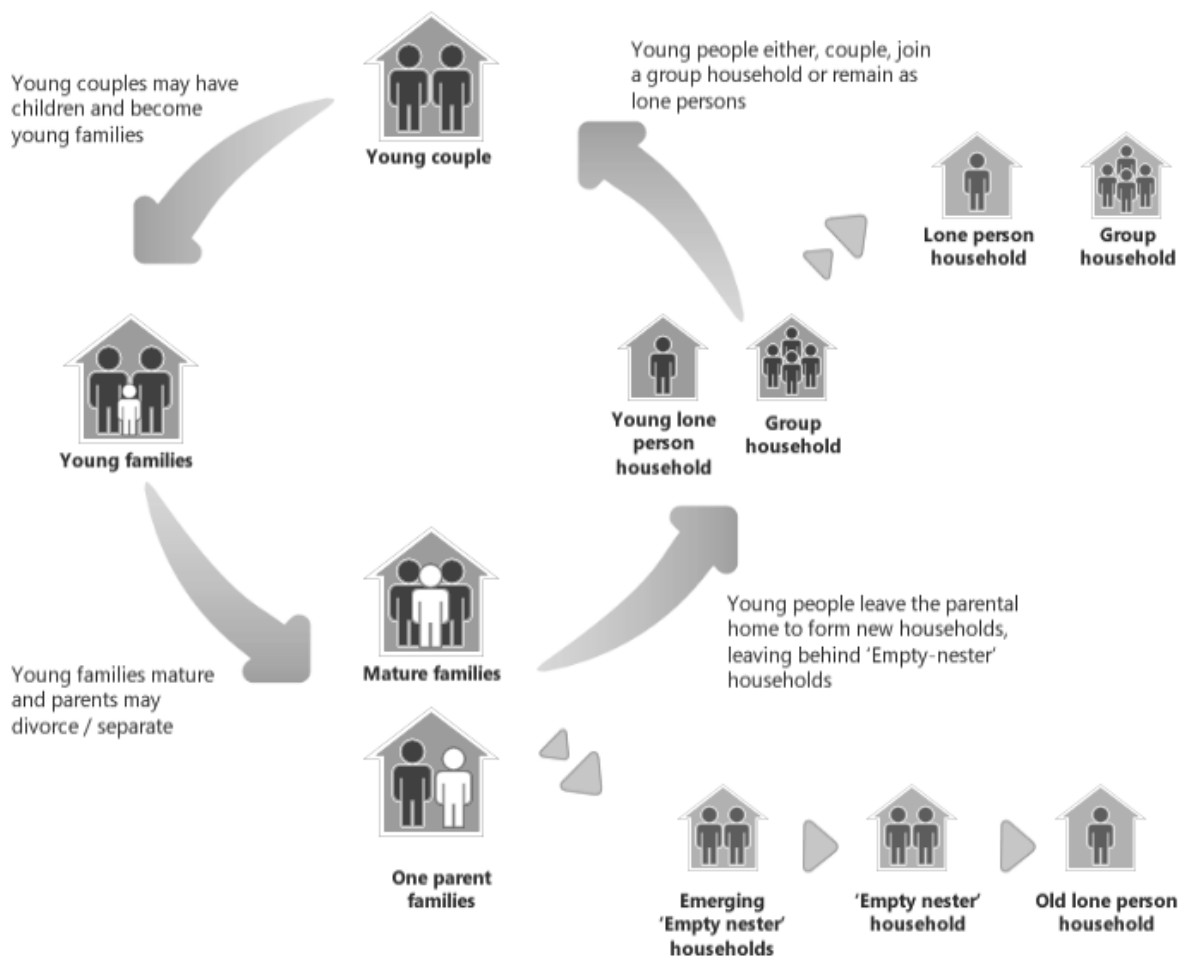 Young couples may have
children and become
young families
Young couple
Young people either, couple, join
a group household or remain as
lone persons
Lone person
household
Group
household
Young families
Young lone
person
household
Group
household
Young families mature
and parents may
divorce / separate
Mature families
Young people leave the parental
home to form new households,
leaving behind ‘Empty-nester’
households
One parent
families
Emerging
‘Empty nester’
households
‘Empty nester’
household
Old lone person
household